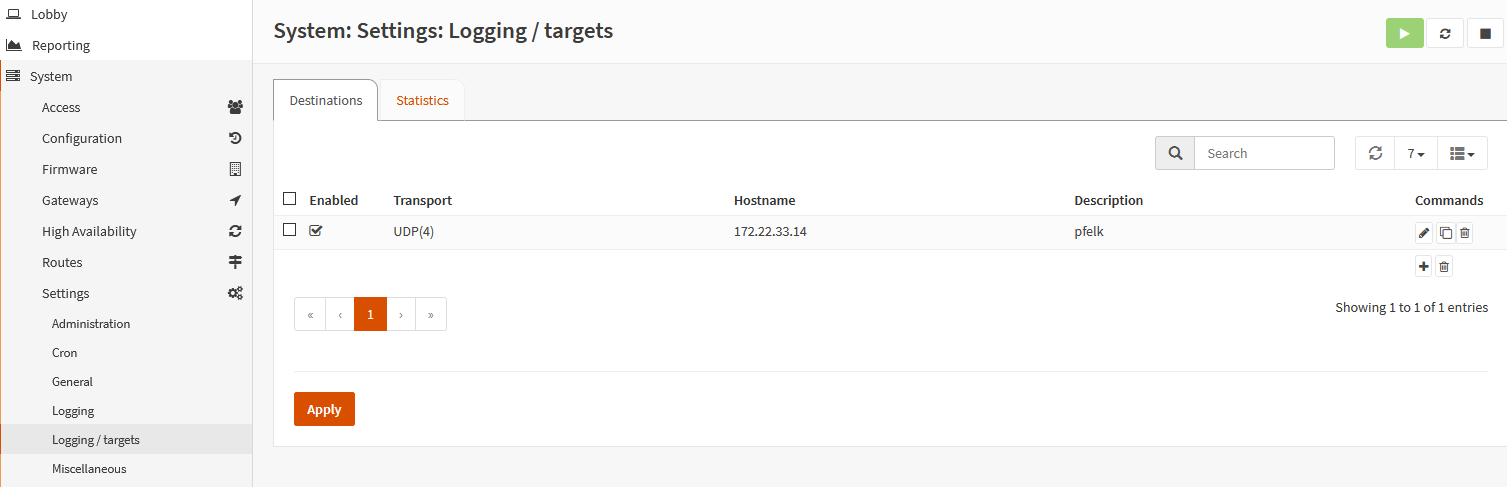 Lobby
Reporting
System
Access
Configuration
Firmware
Gateways
High Availability
Routes
Settings
Administration
Cron
General
Logging
Logging / targets
Miscellaneous
System: Settings: Logging / targets
Destinations Statistics
Search 7
Enabled Transport Hostname Description Commands
UDP(4) 172.22.33.14 pfelk
« ‹ 1 › »
Showing 1 to 1 of 1 entries
Apply